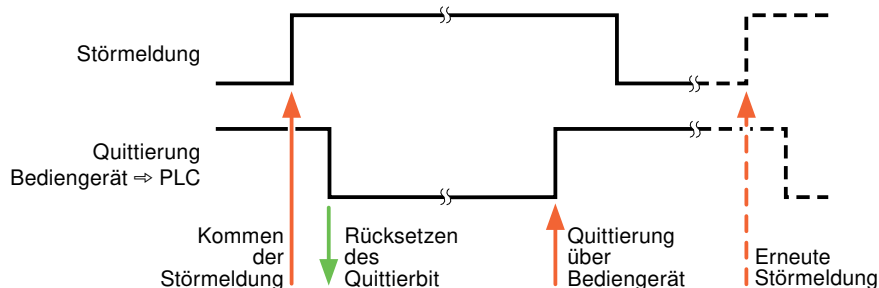 Störmeldung
Quittierung
Bediengerät ⇨ PLC
Kommen
der
Störmeldung
Rücksetzen
des
Quittierbit
Quittierung
über
Bediengerät
Erneute
Störmeldung